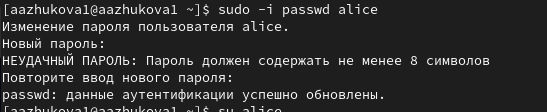 [aazhukova1@aazhukova1 ~]$ sudo -i passwd alice
Изменение пароля пользователя alice.
Новый пароль:
НЕУДАЧНЫЙ ПАРОЛЬ: Пароль должен содержать не менее 8 символов
Повторите ввод нового пароля:
passwd: данные аутентификации успешно обновлены.
[aazhukova1@aazhukova1 ~]$ su alice